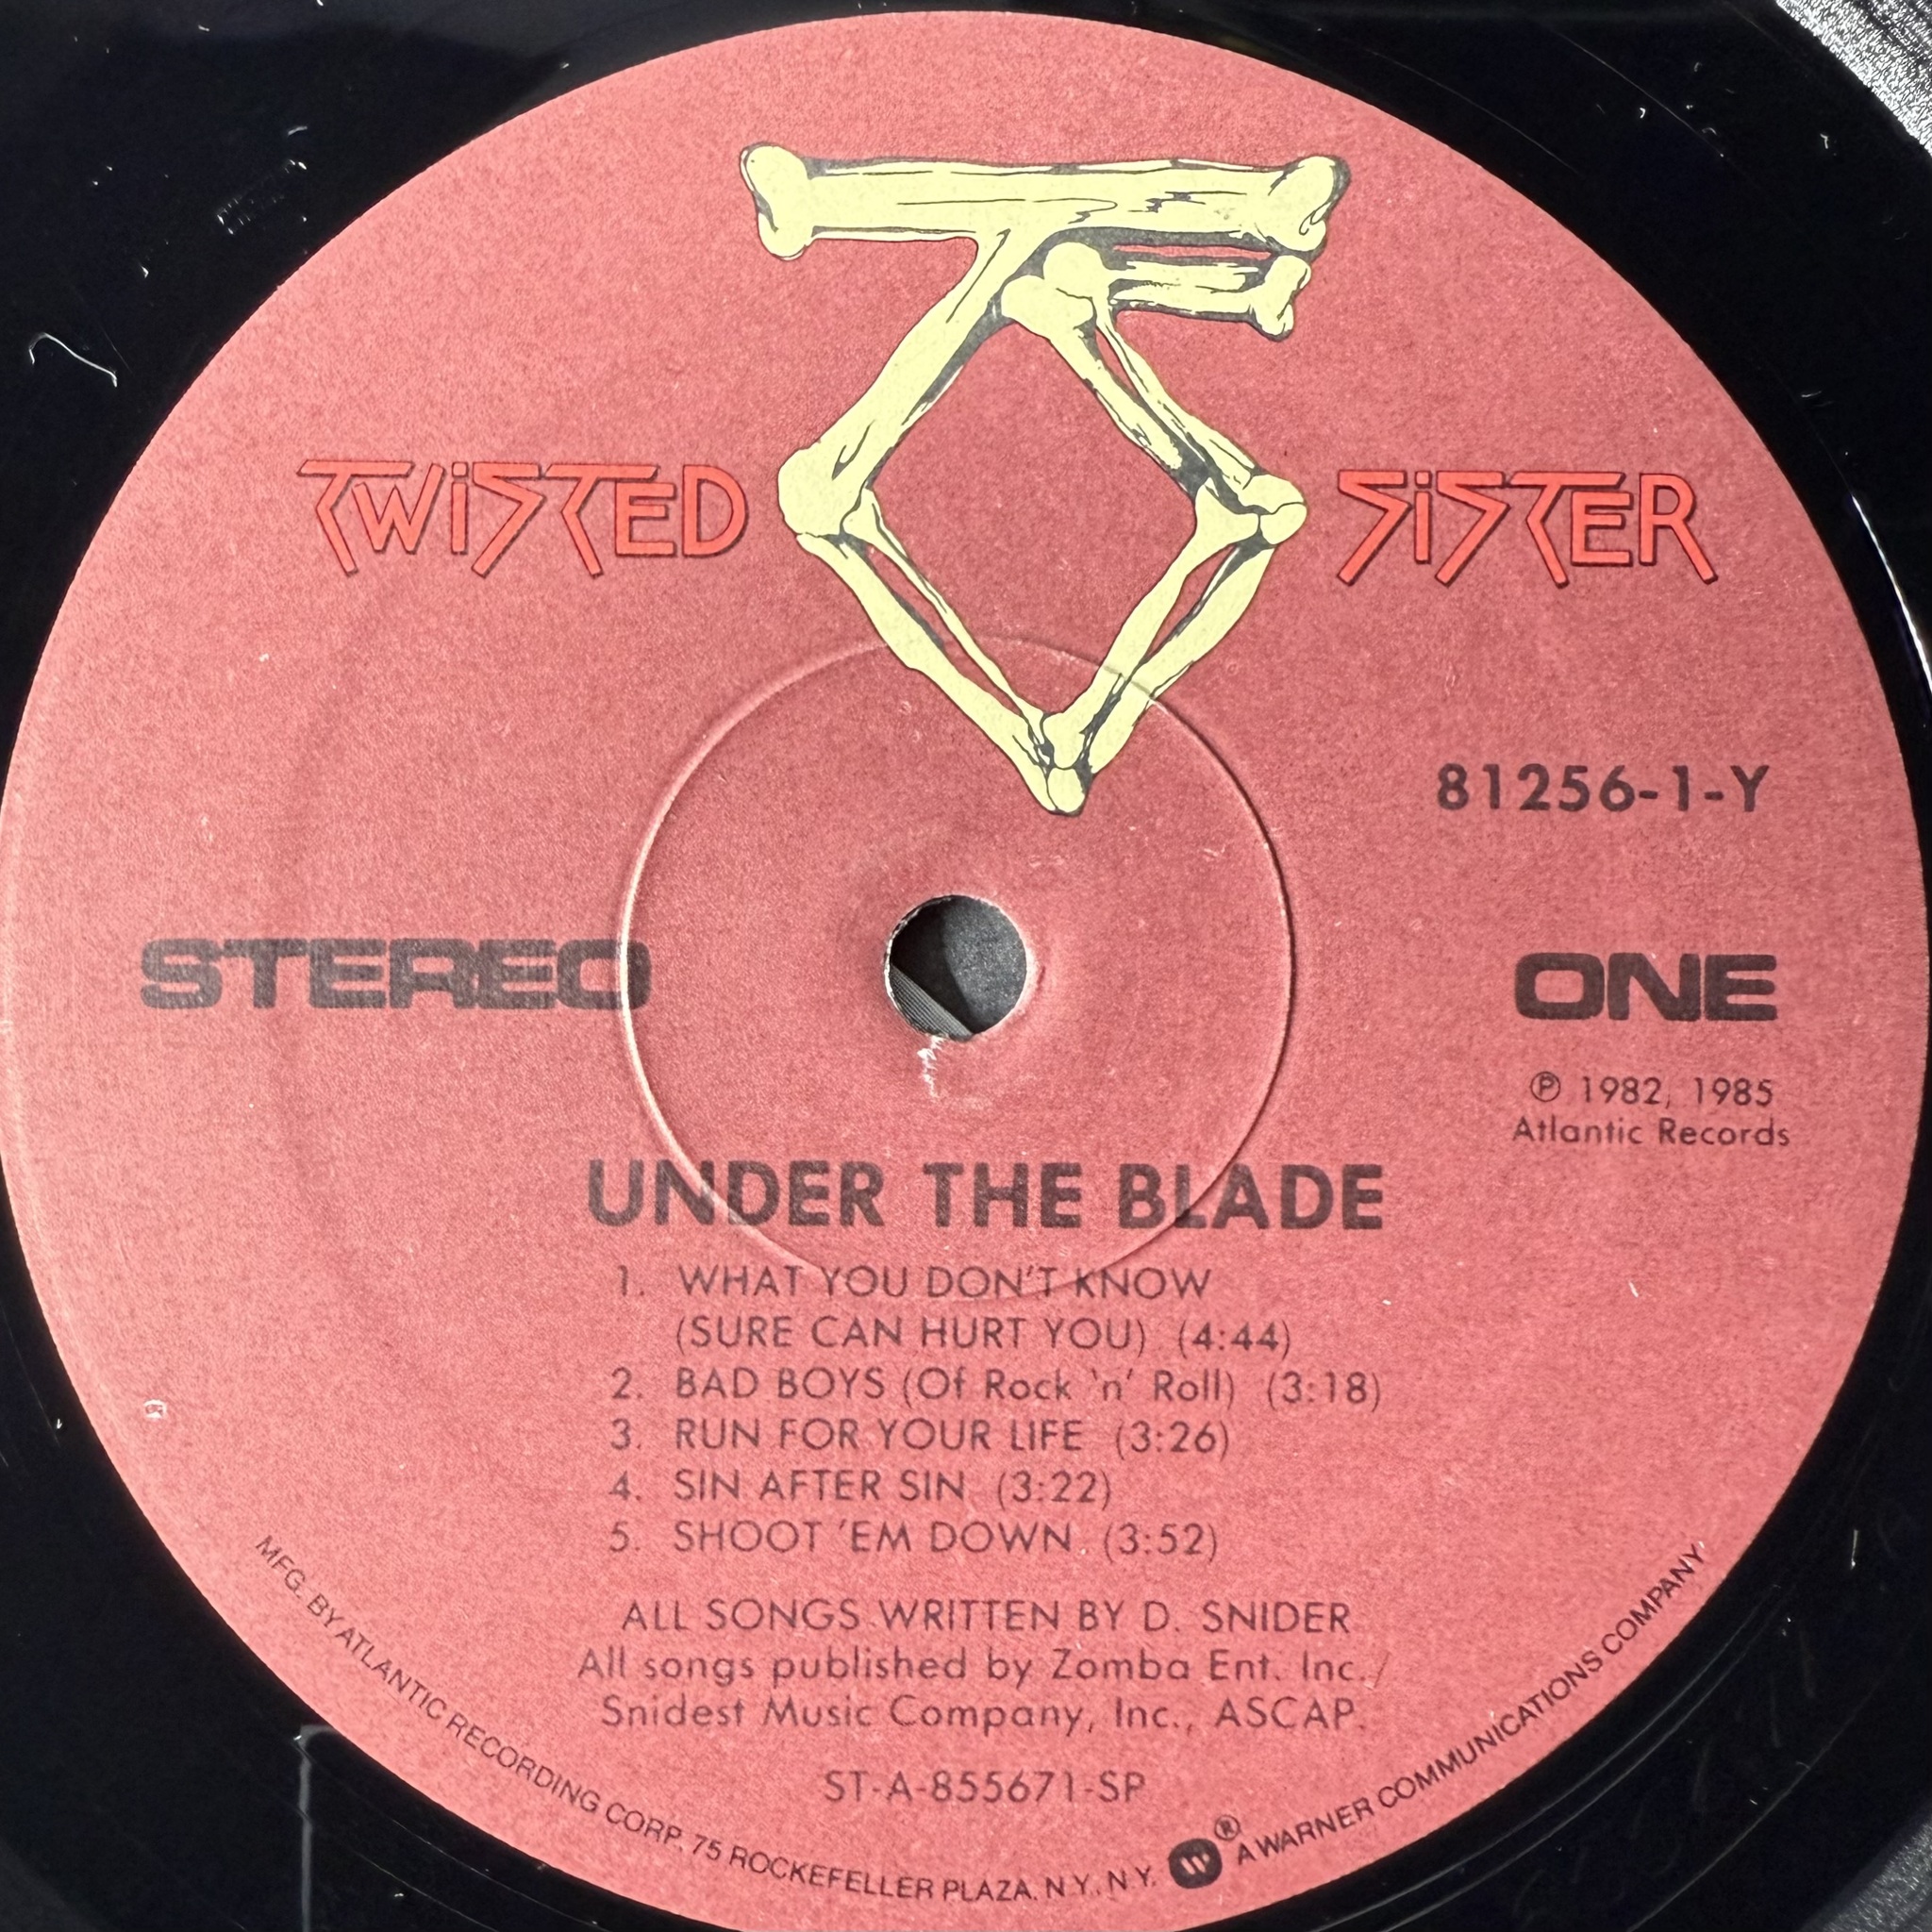 TWISTED SISTER
81256-1-Y
STEREO
ONE
℗ 1982, 1985
Atlantic Records
UNDER THE BLADE
1. WHAT YOU DON'T KNOW
(SURE CAN HURT YOU) (4:44)
2. BAD BOYS (Of Rock 'n' Roll) (3:18)
3. RUN FOR YOUR LIFE (3:26)
4. SIN AFTER SIN (3:22)
5. SHOOT 'EM DOWN (3:52)
ALL SONGS WRITTEN BY D. SNIDER
All songs published by Zomba Ent. Inc./
Snidest Music Company, Inc., ASCAP.
ST-A-855671-SP
MFG. BY ATLANTIC RECORDING CORP. 75 ROCKEFELLER PLAZA. N.Y., N.Y. ® A WARNER COMMUNICATIONS COMPANY